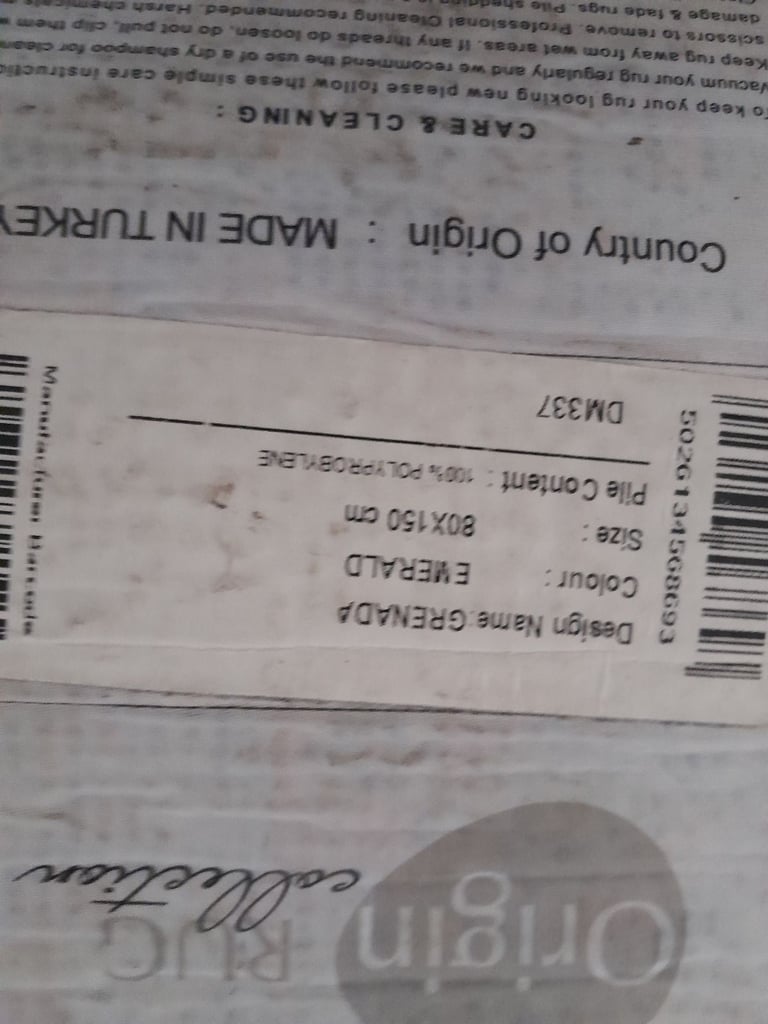 Origin RUG
collection
Design Name:GRENADA
Colour : EMERALD
Size : 80X150 cm
Pile Content : 100% POLYPROBYLENE
DM337
5026134568693
Manufacturer Barcode
Country of Origin : MADE IN TURKEY
CARE & CLEANING :
To keep your rug looking new please follow these simple care
Vacuum your rug regularly and we recommend the use of a dry shampoo for
Keep rug away from wet areas. If any threads do loosen, do not pull, clip them
scissors to remove. Professional Cleaning recommended. Harsh chemicals
damage & fade rugs. Pile shedding is